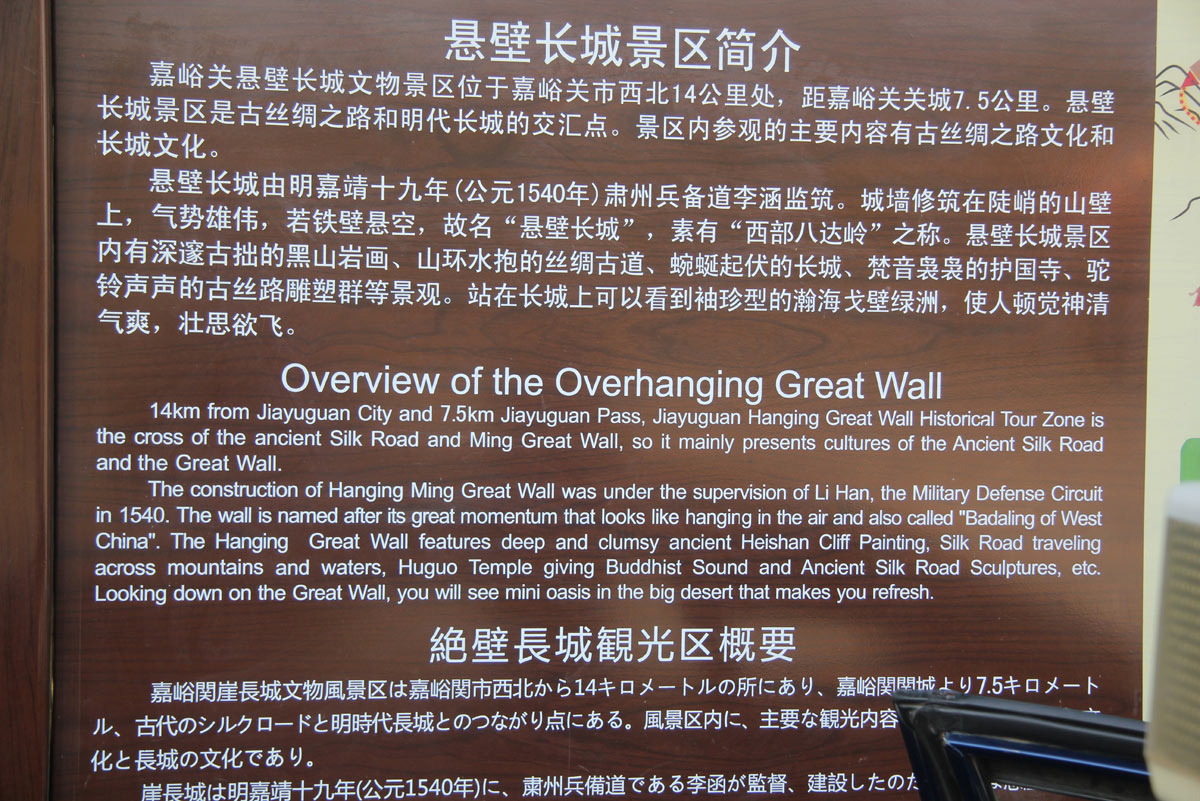 悬壁长城景区简介
嘉峪关悬壁长城文物景区位于嘉峪关市西北14公里处，距嘉峪关关城7.5公里。悬壁
长城景区是古丝绸之路和明代长城的交汇点。景区内参观的主要内容有古丝绸之路文化和
长城文化。
悬壁长城由明嘉靖十九年(公元1540年)肃州兵备道李涵监筑。城墙修筑在陡峭的山壁
上，气势雄伟，若铁壁悬空，故名“悬壁长城”，素有“西部八达岭”之称。悬壁长城景区
内有深邃古拙的黑山岩画、山环水抱的丝绸古道、蜿蜒起伏的长城、梵音袅袅的护国寺、驼
铃声声的古丝路雕塑群等景观。站在长城上可以看到袖珍型的瀚海戈壁绿洲，使人顿觉神清
气爽，壮思欲飞。
Overview of the Overhanging Great Wall
14km from Jiayuguan City and 7.5km Jiayuguan Pass, Jiayuguan Hanging Great Wall Historical Tour Zone is
the cross of the ancient Silk Road and Ming Great Wall, so it mainly presents cultures of the Ancient Silk Road
and the Great Wall.
The construction of Hanging Ming Great Wall was under the supervision of Li Han, the Military Defense Circuit
in 1540. The wall is named after its great momentum that looks like hanging in the air and also called "Badaling of West
China". The Hanging Great Wall features deep and clumsy ancient Heishan Cliff Painting, Silk Road traveling
across mountains and waters, Huguo Temple giving Buddhist Sound and Ancient Silk Road Sculptures, etc.
Looking down on the Great Wall, you will see mini oasis in the big desert that makes you refresh.
絶壁長城観光区概要
嘉峪関崖長城文物風景区は嘉峪関市西北から14キロメートルの所にあり、嘉峪関関城より7.5キロメート
ル、古代のシルクロードと明時代長城とのつながり点にある。風景区内に、主要な観光内容
化と長城の文化であり。
崖長城は明嘉靖十九年(公元1540年)に、肃州兵備道である李函が監督、建設したのだ